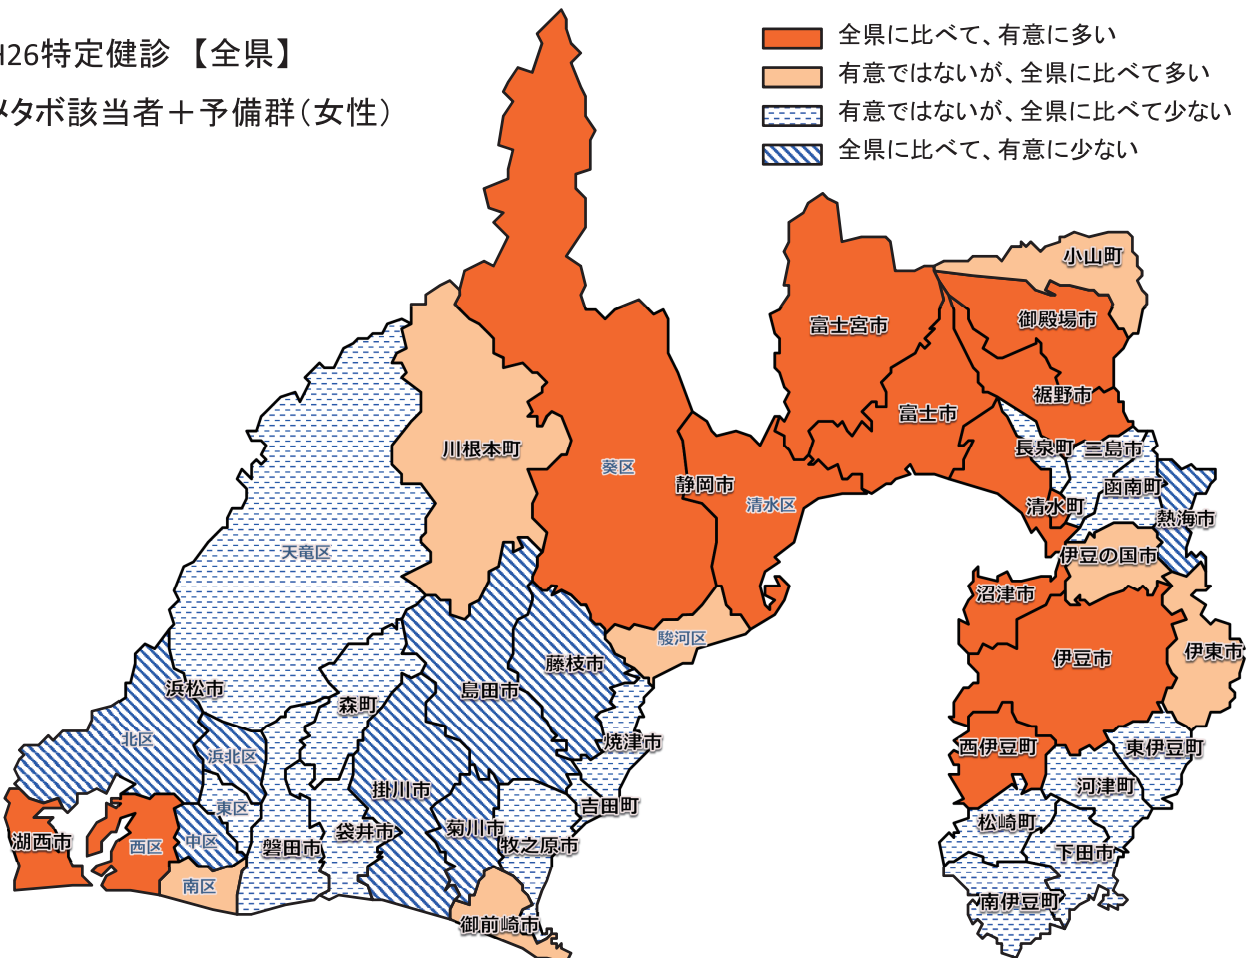 H26特定健診 【全県】
メタボ該当者＋予備群（女性）
全県に比べて、有意に多い
有意ではないが、全県に比べて多い
有意ではないが、全県に比べて少ない
全県に比べて、有意に少ない
小山町
御殿場市
富士宮市
裾野市
富士市
川根本町
長泉町
三島市
葵区
静岡市
清水区
函南町
清水町
熱海市
天竜区
伊豆の国市
沼津市
駿河区
伊豆市
伊東市
藤枝市
浜松市
島田市
森町
北区
浜北区
焼津市
西伊豆町
東伊豆町
掛川市
河津町
東区
吉田町
松崎町
湖西市
西区
中区
磐田市
袋井市
菊川市
牧之原市
下田市
南区
南伊豆町
御前崎市